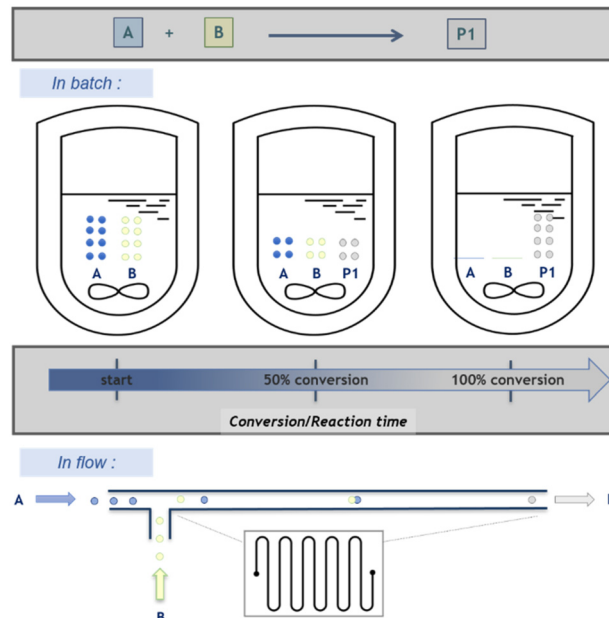 A + B P1
In batch :
A B
A B P1
A B P1
start 50% conversion 100% conversion
Conversion/Reaction time
In flow :
A
B